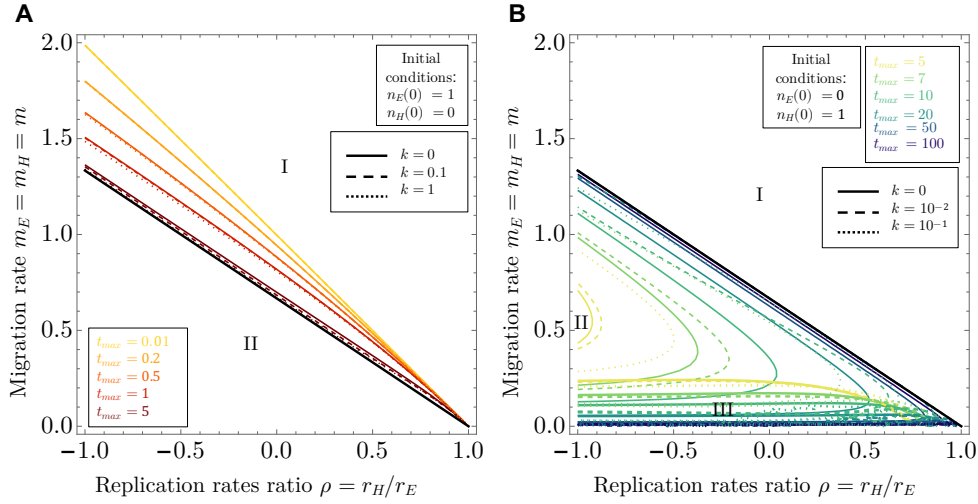 A
Migration rate m_E = m_H = m
2.0
1.5
1.0
0.5
0.0
−1.0
−0.5
0.0
0.5
1.0
Replication rates ratio ρ = r_H/r_E
Initial
conditions:
n_E(0) = 1
n_H(0) = 0
k = 0
k = 0.1
k = 1
I
II
t_max = 0.01
t_max = 0.2
t_max = 0.5
t_max = 1
t_max = 5
B
Migration rate m_E = m_H = m
2.0
1.5
1.0
0.5
0.0
−1.0
−0.5
0.0
0.5
1.0
Replication rates ratio ρ = r_H/r_E
Initial
conditions:
n_E(0) = 0
n_H(0) = 1
t_max = 5
t_max = 7
t_max = 10
t_max = 20
t_max = 50
t_max = 100
k = 0
k = 10⁻²
k = 10⁻¹
I
II
III